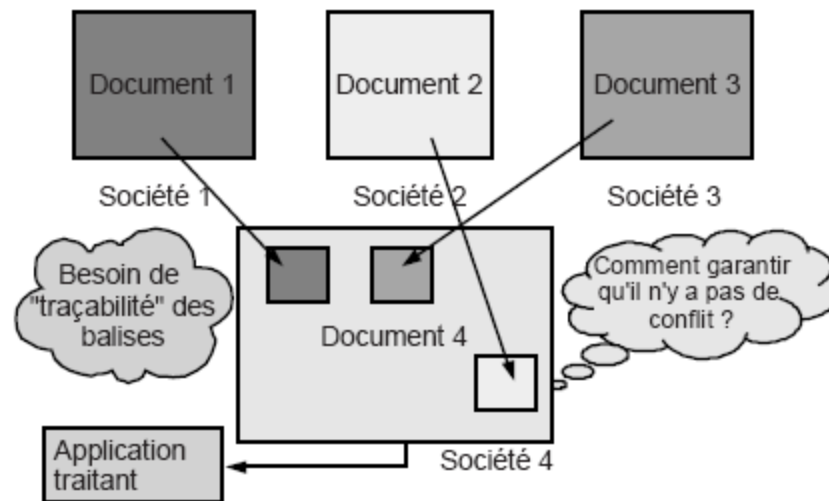 Document 1
Document 2
Document 3
Société 1
Société 2
Société 3
Besoin de
"traçabilité" des
balises
Comment garantir
qu'il n'y a pas de
conflit ?
Document 4
Application
traitant
Société 4